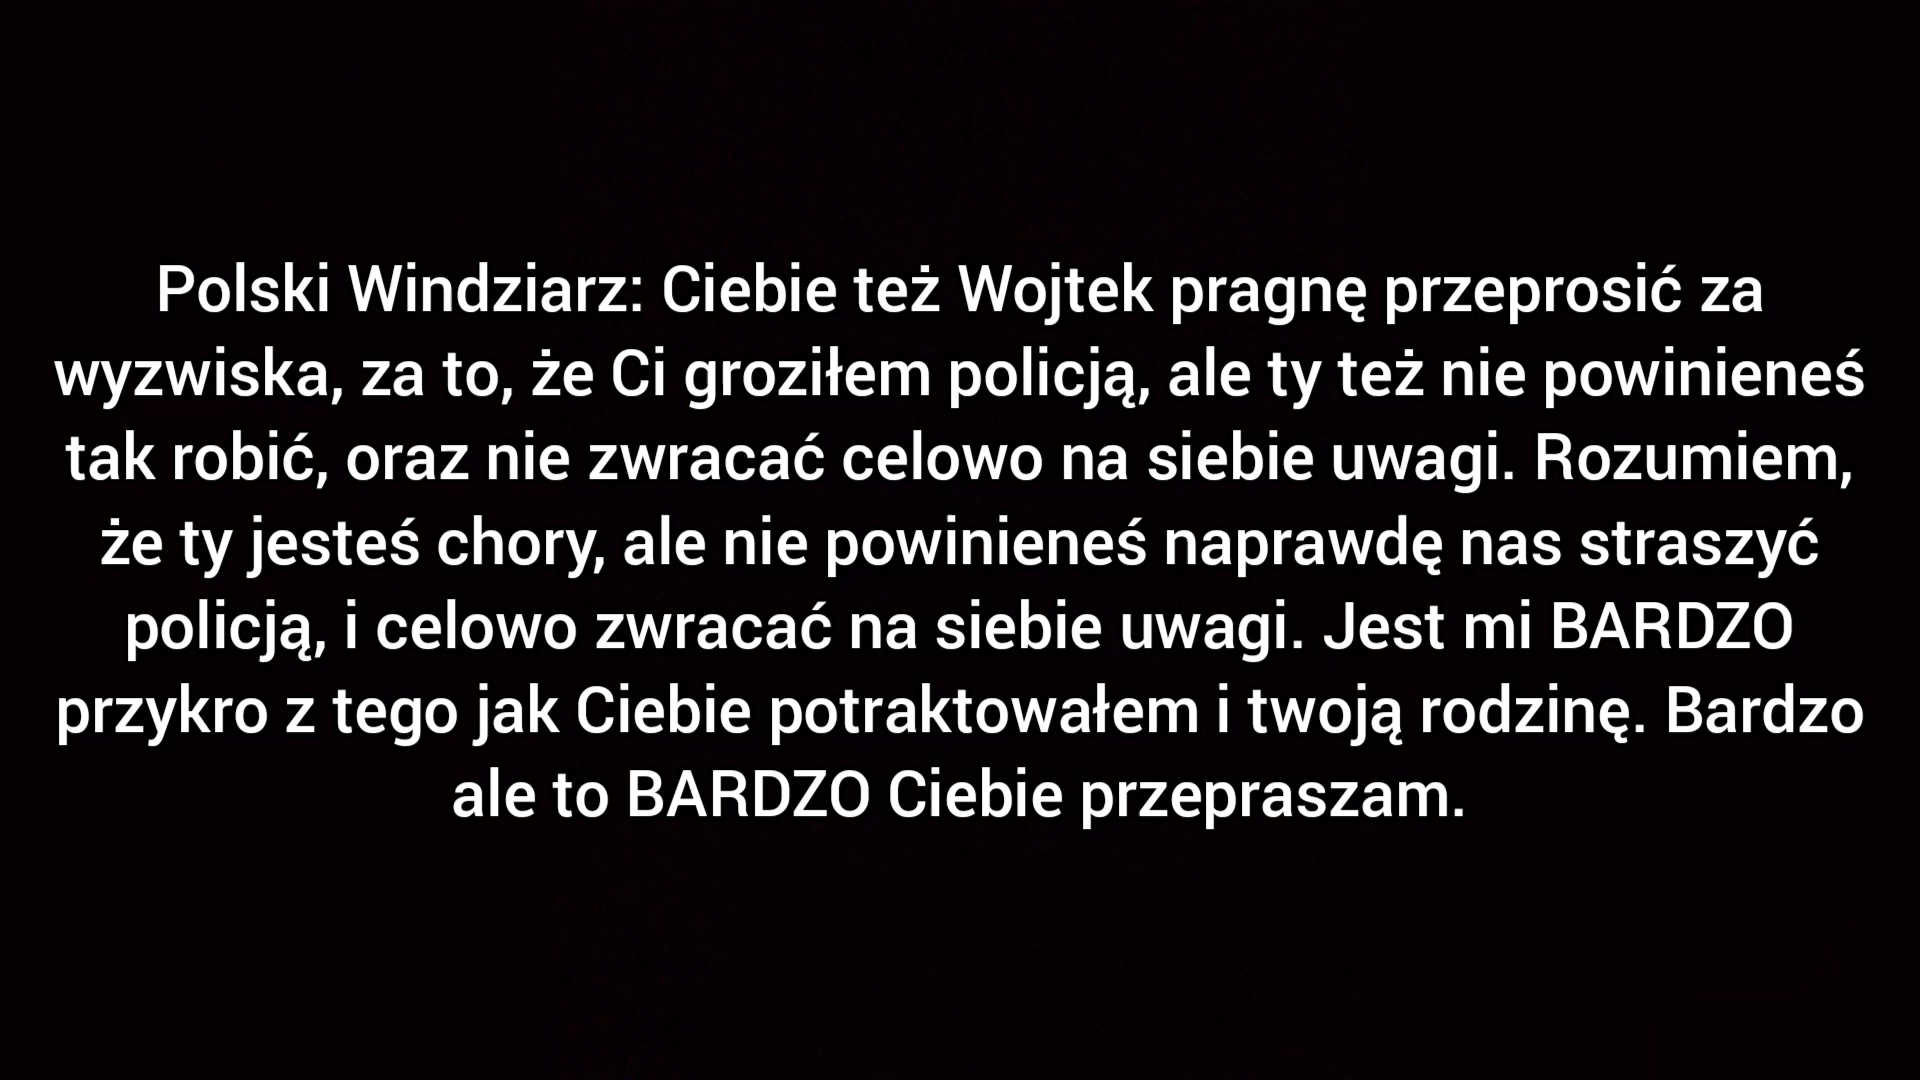 Polski Windziarz: Ciebie też Wojtek pragnę przeprosić za
wyzwiska, za to, że Ci groziłem policją, ale ty też nie powinieneś
tak robić, oraz nie zwracać celowo na siebie uwagi. Rozumiem,
że ty jesteś chory, ale nie powinieneś naprawdę nas straszyć
policją, i celowo zwracać na siebie uwagi. Jest mi BARDZO
przykro z tego jak Ciebie potraktowałem i twoją rodzinę. Bardzo
ale to BARDZO Ciebie przepraszam.